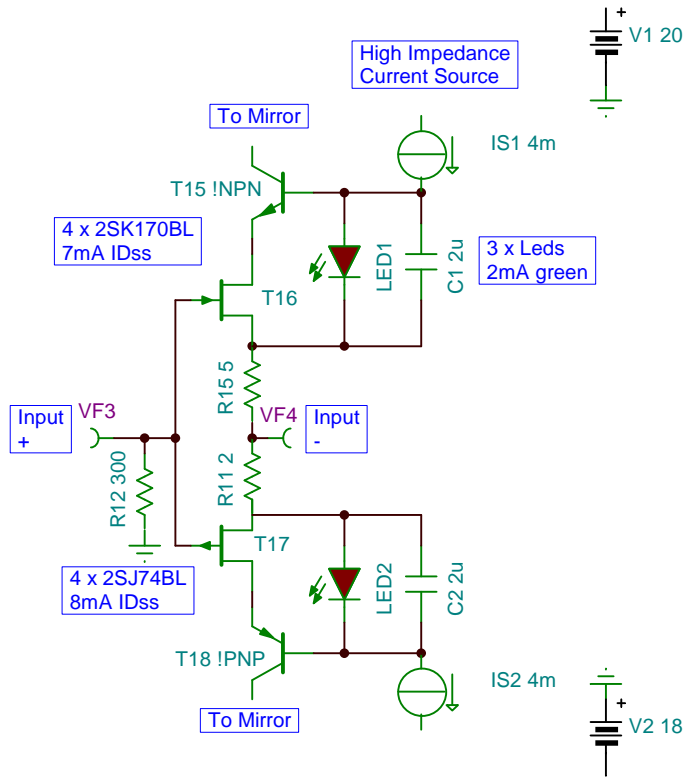 +
V1 20
High Impedance
Current Source
To Mirror
IS1 4m
T15 !NPN
4 x 2SK170BL
7mA IDss
LED1
C1 2u
3 x Leds
2mA green
T16
R15 5
VF3
VF4
Input
+
Input
-
R12 300
R11 2
T17
4 x 2SJ74BL
8mA IDss
LED2
C2 2u
T18 !PNP
IS2 4m
To Mirror
+
V2 18